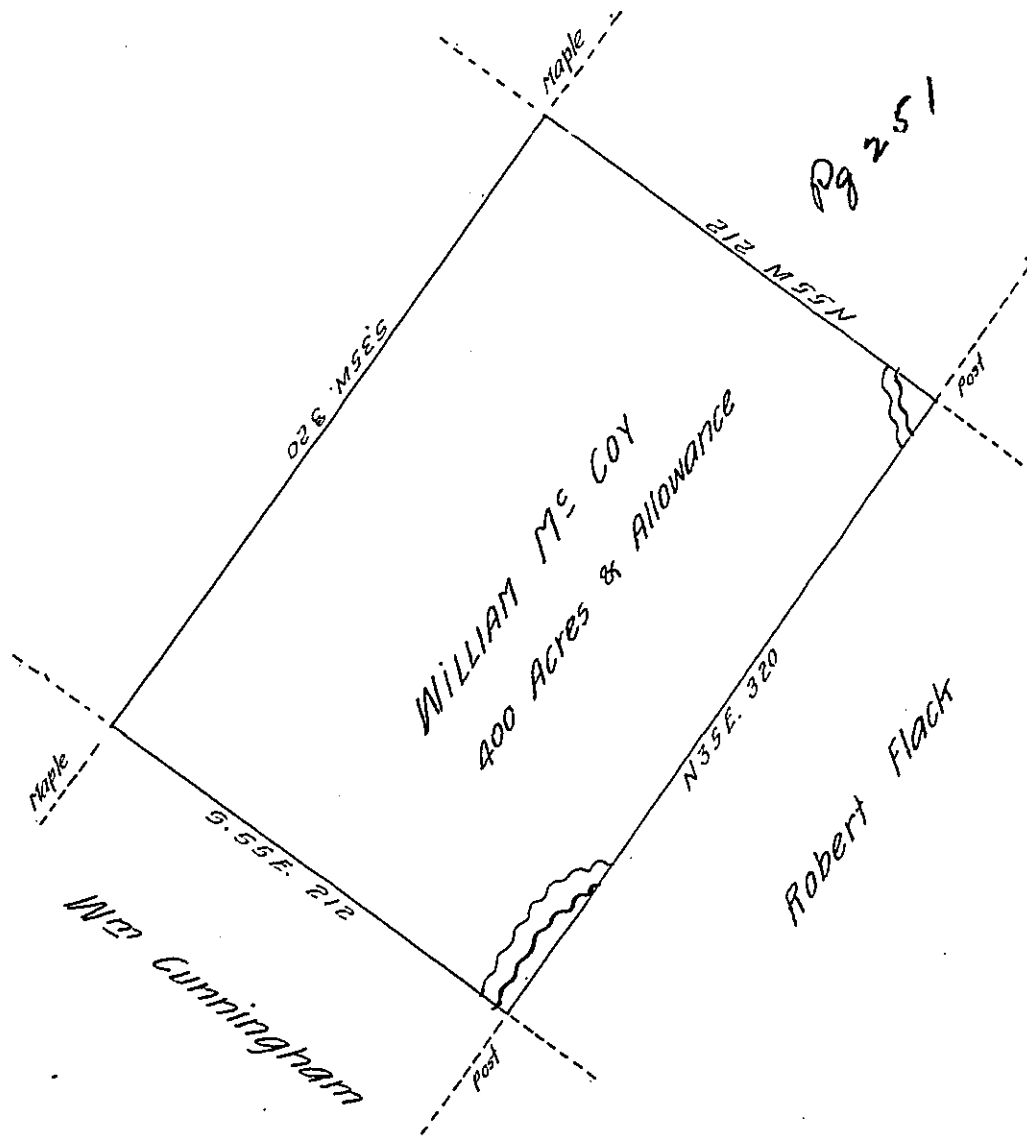 Maple
Pg 251
N55W 212
S35W. 320
Post
WILLIAM Mc COY
400 Acres & Allowance
N35E. 320
Maple
Robert Flack
S.55E. 212
Wm Cunningham
Post